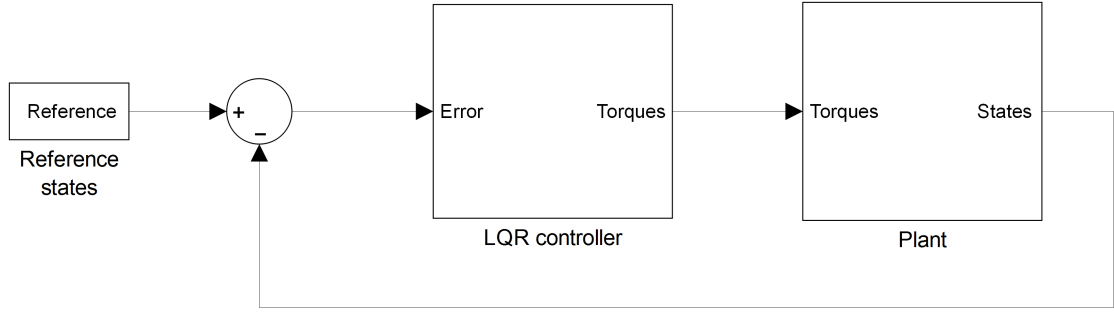 Reference
Reference
states
+
−
Error
Torques
LQR controller
Torques
States
Plant